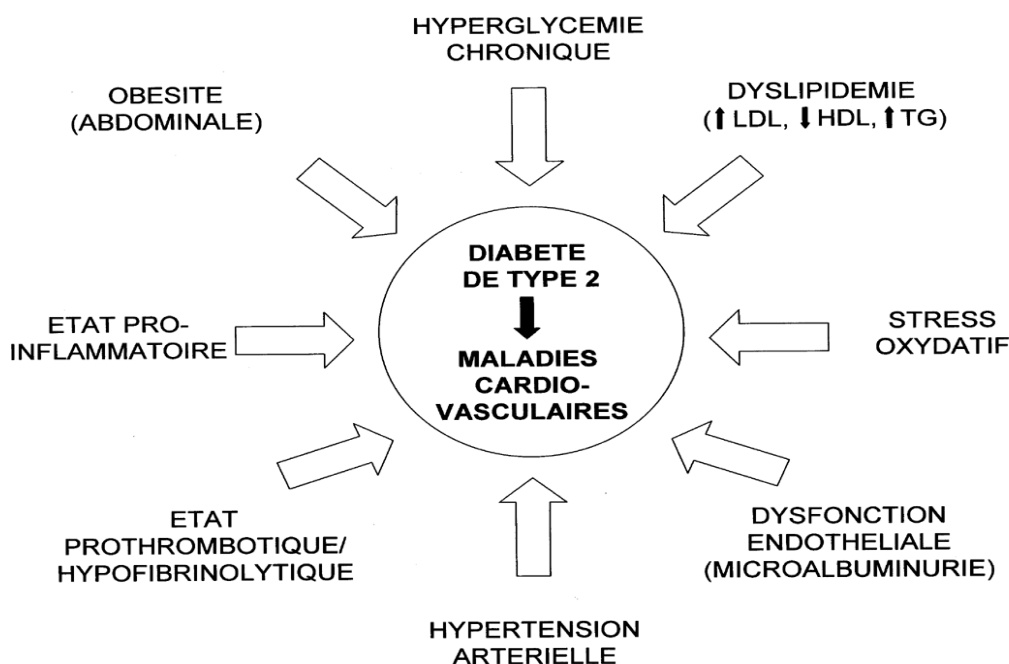 HYPERGLYCEMIE
CHRONIQUE
OBESITE
(ABDOMINALE)
DYSLIPIDEMIE
(⬆LDL, ⬇HDL, ⬆TG)
DIABETE
DE TYPE 2
MALADIES
CARDIO-
VASCULAIRES
ETAT PRO-
INFLAMMATOIRE
STRESS
OXYDATIF
ETAT
PROTHROMBOTIQUE/
HYPOFIBRINOLYTIQUE
DYSFONCTION
ENDOTHELIALE
(MICROALBUMINURIE)
HYPERTENSION
ARTERIELLE